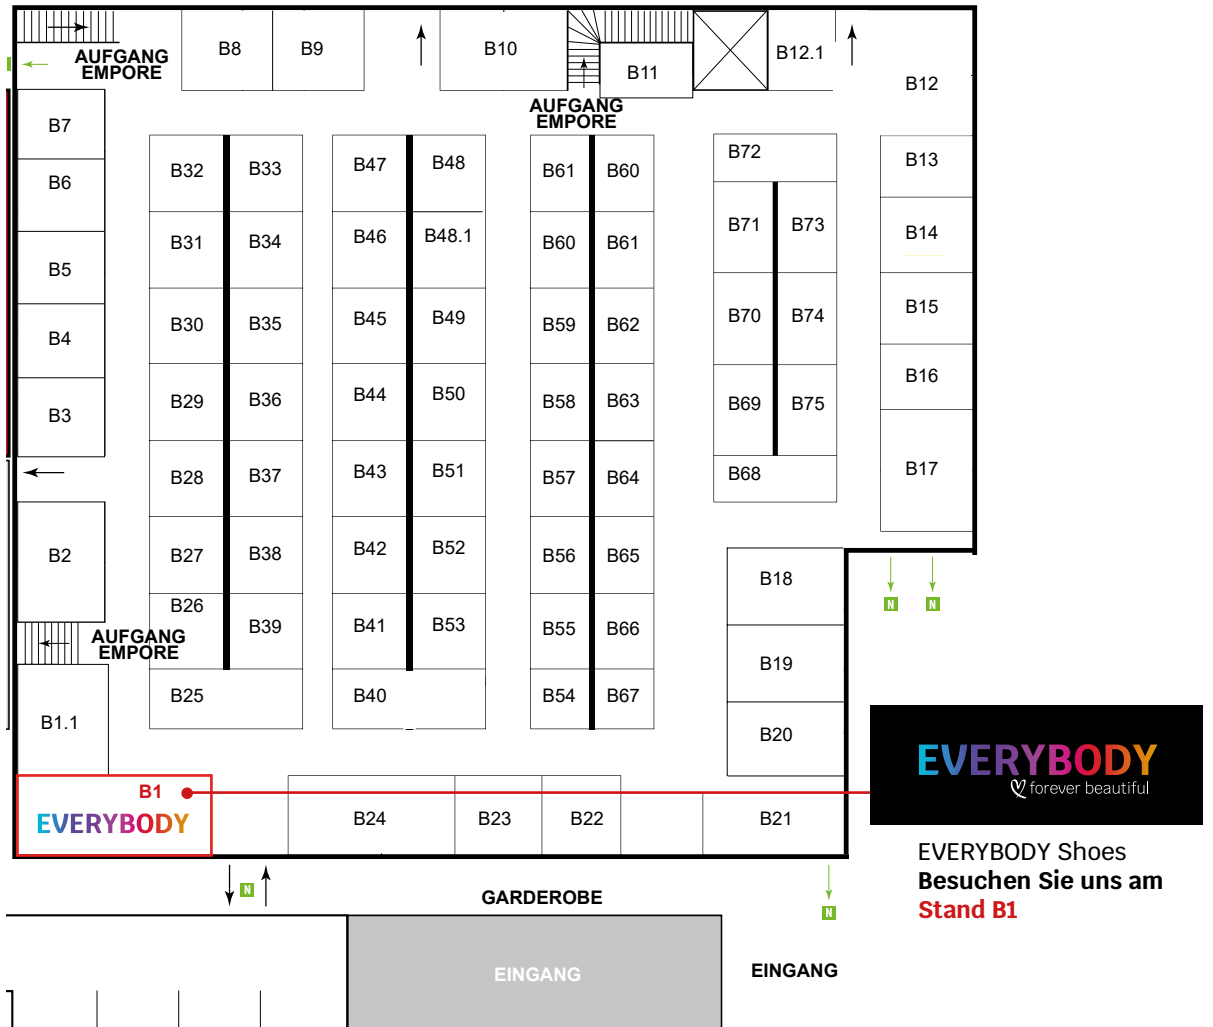 B8
B9
B10
B11
B12.1
B12
AUFGANG
EMPORE
AUFGANG
EMPORE
B7
B6
B5
B4
B3
B2
AUFGANG
EMPORE
B1.1
B32
B33
B31
B34
B30
B35
B29
B36
B28
B37
B27
B38
B26
B39
B25
B47
B48
B46
B48.1
B45
B49
B44
B50
B43
B51
B42
B52
B41
B53
B40
B61
B60
B60
B61
B59
B62
B58
B63
B57
B64
B56
B65
B55
B66
B54
B67
B72
B71
B73
B70
B74
B69
B75
B68
B13
B14
B15
B16
B17
N
N
B18
B19
B20
B1
EVERYBODY
B24
B23
B22
B21
EVERYBODY
forever beautiful
EVERYBODY Shoes
Besuchen Sie uns am
Stand B1
N
N
GARDEROBE
EINGANG
EINGANG